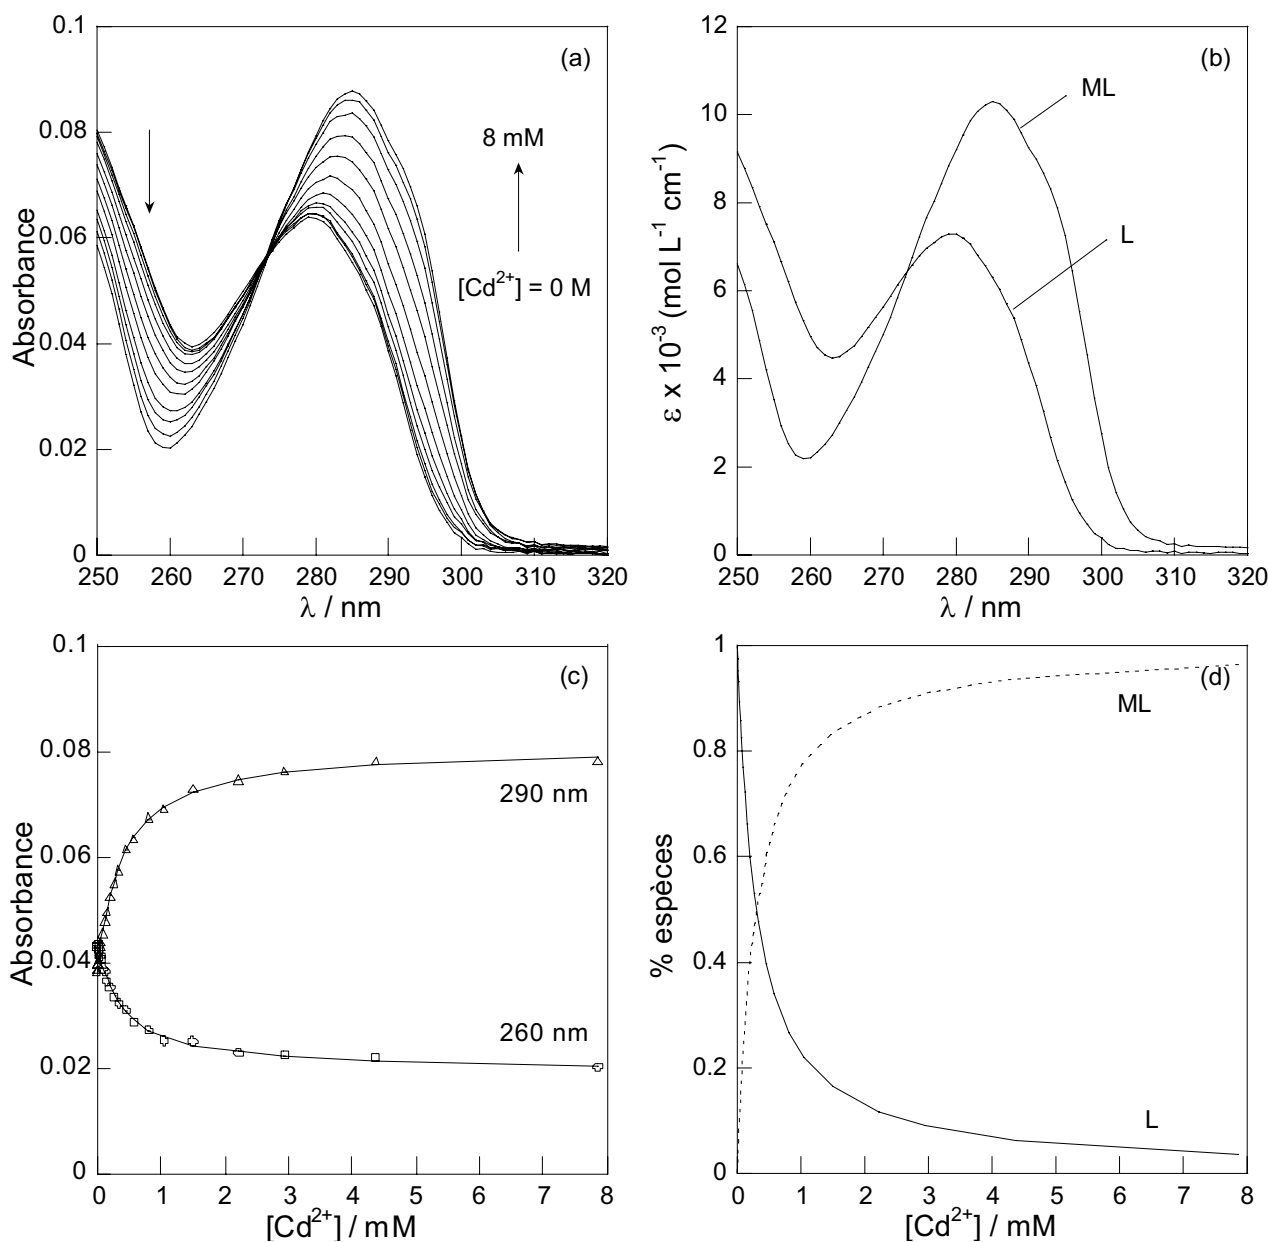 (a)
0.1
0.08
0.06
0.04
0.02
0
Absorbance
8 mM
[Cd²⁺] = 0 M
250 260 270 280 290 300 310 320
λ / nm
(b)
12
10
8
6
4
2
0
ε x 10⁻³ (mol L⁻¹ cm⁻¹)
ML
L
250 260 270 280 290 300 310 320
λ / nm
(c)
0.1
0.08
0.06
0.04
0.02
0
Absorbance
290 nm
260 nm
0 1 2 3 4 5 6 7 8
[Cd²⁺] / mM
(d)
1
0.8
0.6
0.4
0.2
0
% espèces
ML
L
0 1 2 3 4 5 6 7 8
[Cd²⁺] / mM